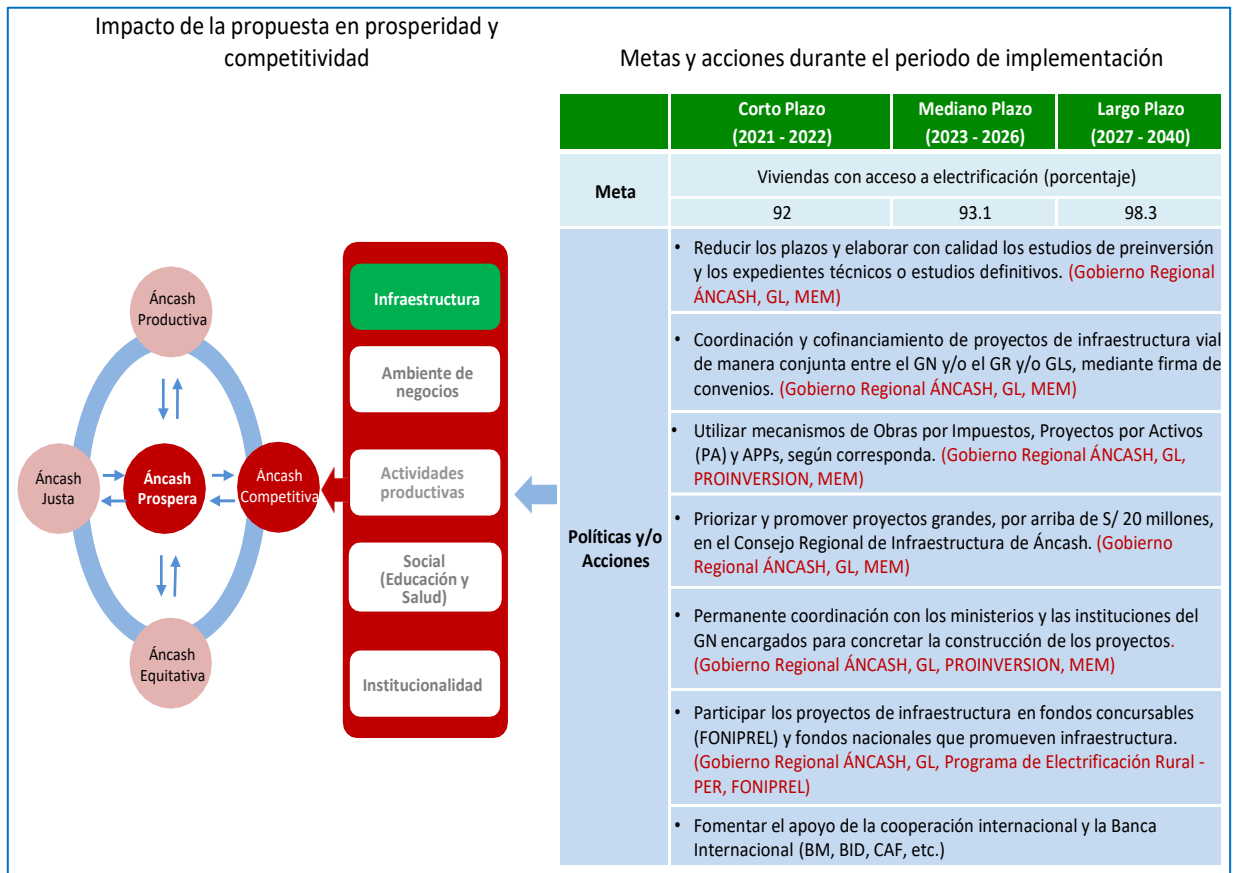 Impacto de la propuesta en prosperidad y
competitividad
Áncash
Productiva
Áncash
Justa
Áncash
Prospera
Áncash
Competitiva
Áncash
Equitativa
Infraestructura
Ambiente de
negocios
Actividades
productivas
Social
(Educación y
Salud)
Institucionalidad
Metas y acciones durante el periodo de implementación
Corto Plazo
(2021 - 2022)
Mediano Plazo
(2023 - 2026)
Largo Plazo
(2027 - 2040)
Meta
Viviendas con acceso a electrificación (porcentaje)
92
93.1
98.3
Políticas y/o
Acciones
• Reducir los plazos y elaborar con calidad los estudios de preinversión
y los expedientes técnicos o estudios definitivos. (Gobierno Regional
ÁNCASH, GL, MEM)
• Coordinación y cofinanciamiento de proyectos de infraestructura vial
de manera conjunta entre el GN y/o el GR y/o GLs, mediante firma de
convenios. (Gobierno Regional ÁNCASH, GL, MEM)
• Utilizar mecanismos de Obras por Impuestos, Proyectos por Activos
(PA) y APPs, según corresponda. (Gobierno Regional ÁNCASH, GL,
PROINVERSION, MEM)
• Priorizar y promover proyectos grandes, por arriba de S/ 20 millones,
en el Consejo Regional de Infraestructura de Áncash. (Gobierno
Regional ÁNCASH, GL, MEM)
• Permanente coordinación con los ministerios y las instituciones del
GN encargados para concretar la construcción de los proyectos.
(Gobierno Regional ÁNCASH, GL, PROINVERSION, MEM)
• Participar los proyectos de infraestructura en fondos concursables
(FONIPREL) y fondos nacionales que promueven infraestructura.
(Gobierno Regional ÁNCASH, GL, Programa de Electrificación Rural -
PER, FONIPREL)
• Fomentar el apoyo de la cooperación internacional y la Banca
Internacional (BM, BID, CAF, etc.)